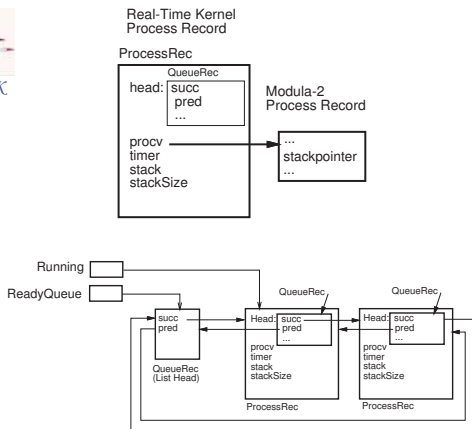 Real-Time Kernel
Process Record
ProcessRec
QueueRec
head: succ
pred
...
Modula-2
Process Record
procv
timer
stack
stackSize
...
stackpointer
...
Running
ReadyQueue
QueueRec
QueueRec
succ
pred
Head: succ
pred
...
Head: succ
pred
...
procv
timer
stack
stackSize
procv
timer
stack
stackSize
QueueRec
(List Head)
ProcessRec
ProcessRec